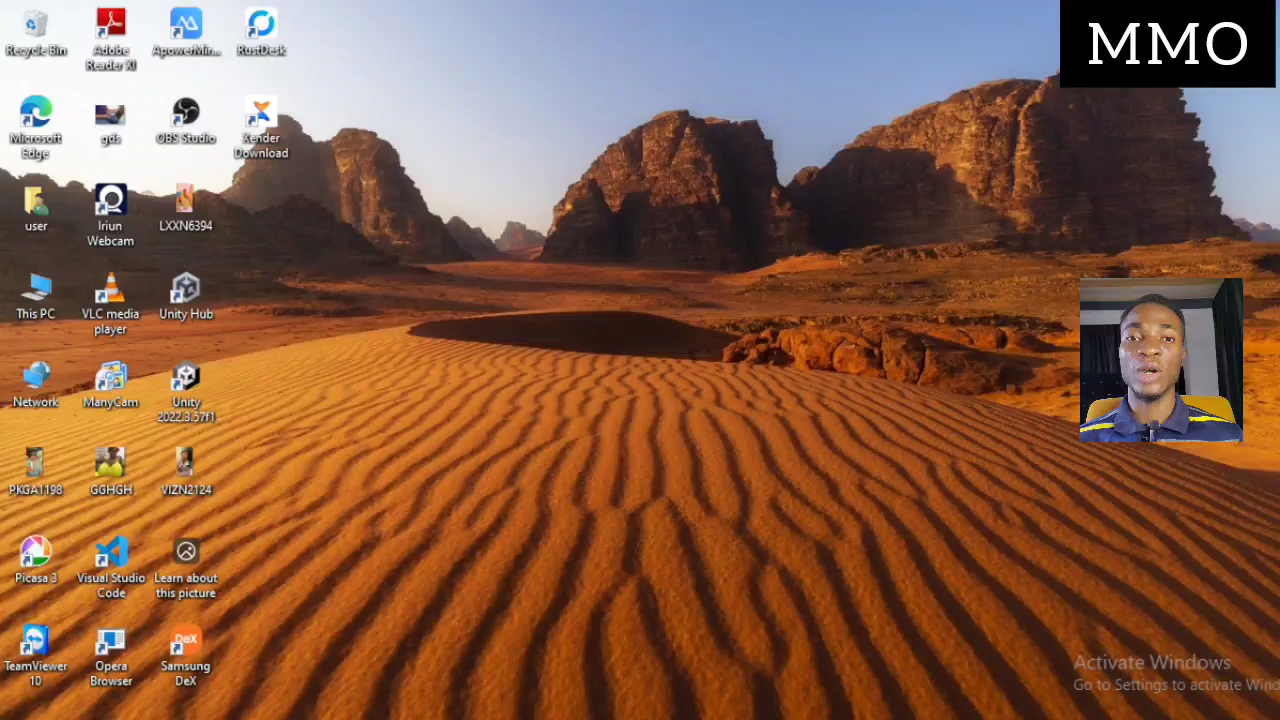 MMO
Recycle Bin
Adobe
Reader XI
ApowerMir...
RustDesk
Microsoft
Edge
gds
OBS Studio
Xender
Download
user
Iriun
Webcam
LXXN6394
This PC
VLC media
player
Unity Hub
Network
ManyCam
Unity
2022.3.57f1
PKGA1198
GGHGH
VIZN2124
Picasa 3
Visual Studio
Code
Learn about
this picture
TeamViewer
10
Opera
Browser
DeX
Samsung
DeX
Activate Windows
Go to Settings to activate Wind